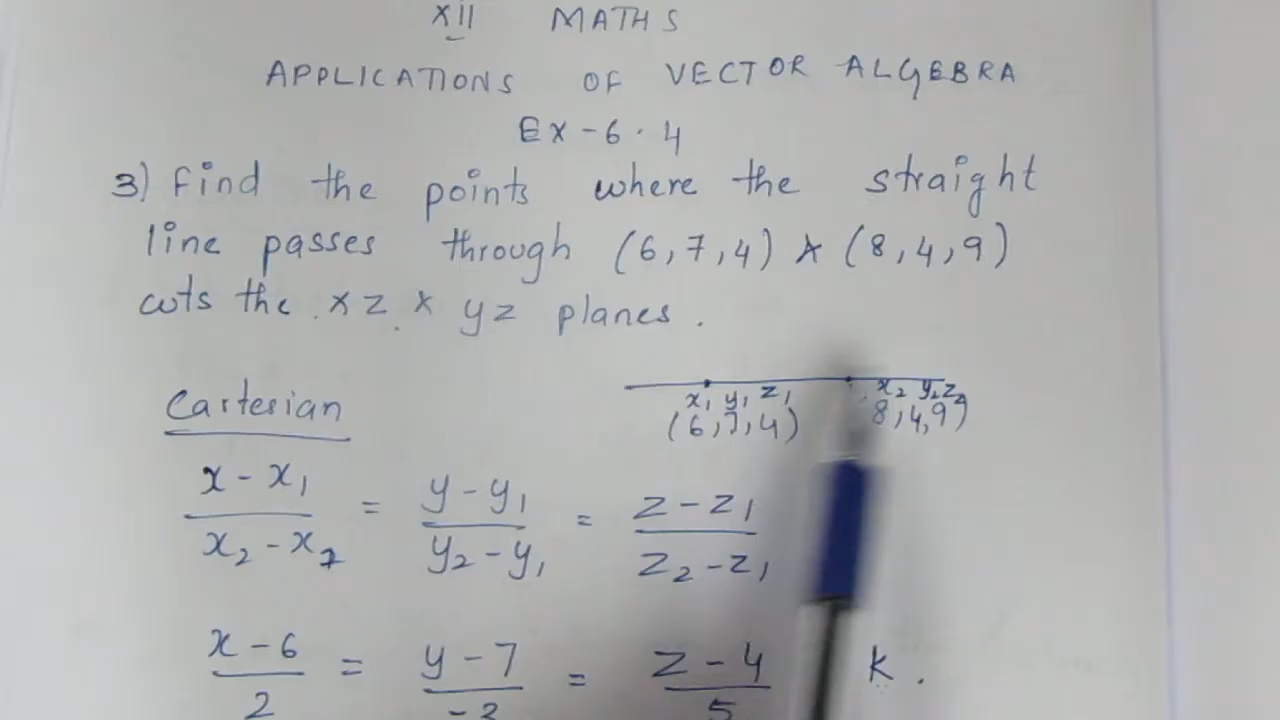 XII MATHS
APPLICATIONS OF VECTOR ALGEBRA
EX-6.4
3) Find the points where the straight
line passes through (6,7,4) & (8,4,9)
cuts the xz & yz planes.
Cartesian
x₁ y₁ z₁ x₂ y₂ z₂
(6,7,4) 8,4,9)
x - x₁ = y - y₁ = z - z₁
x₂ - x₁ y₂ - y₁ z₂ - z₁
x - 6 = y - 7 = z - 4 K.
2 -3 5